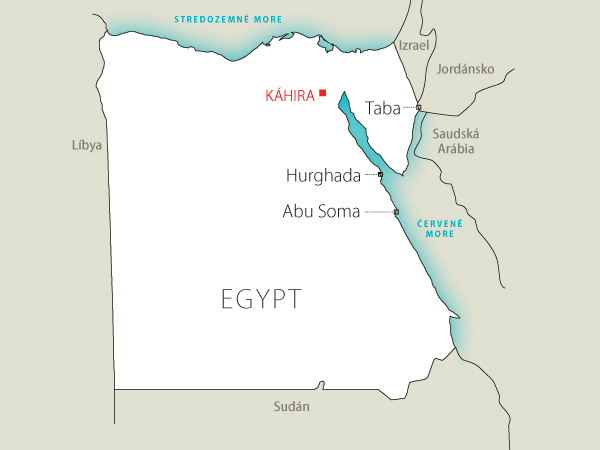 STREDOZEMNÉ MORE
Izrael
Jordánsko
KÁHIRA
Taba
Saudská
Arábia
Líbya
Hurghada
Abu Soma
ČERVENÉ
MORE
EGYPT
Sudán